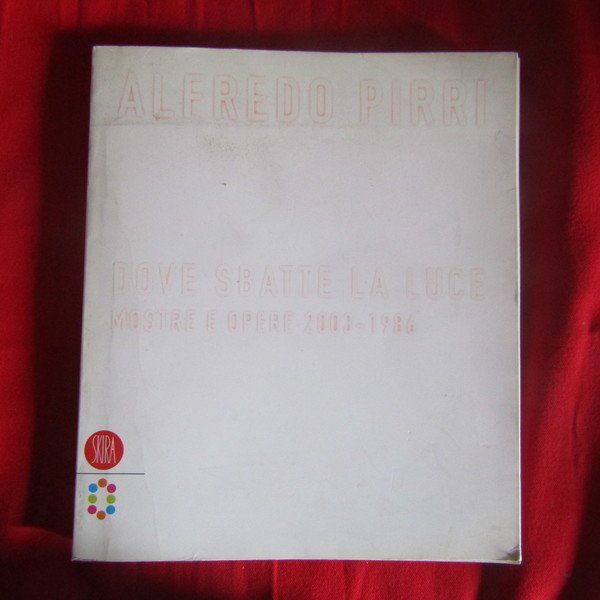 ALFREDO PIRRI
DOVE SBATTE LA LUCE
MOSTRE E OPERE 2003-1986
SKIRA